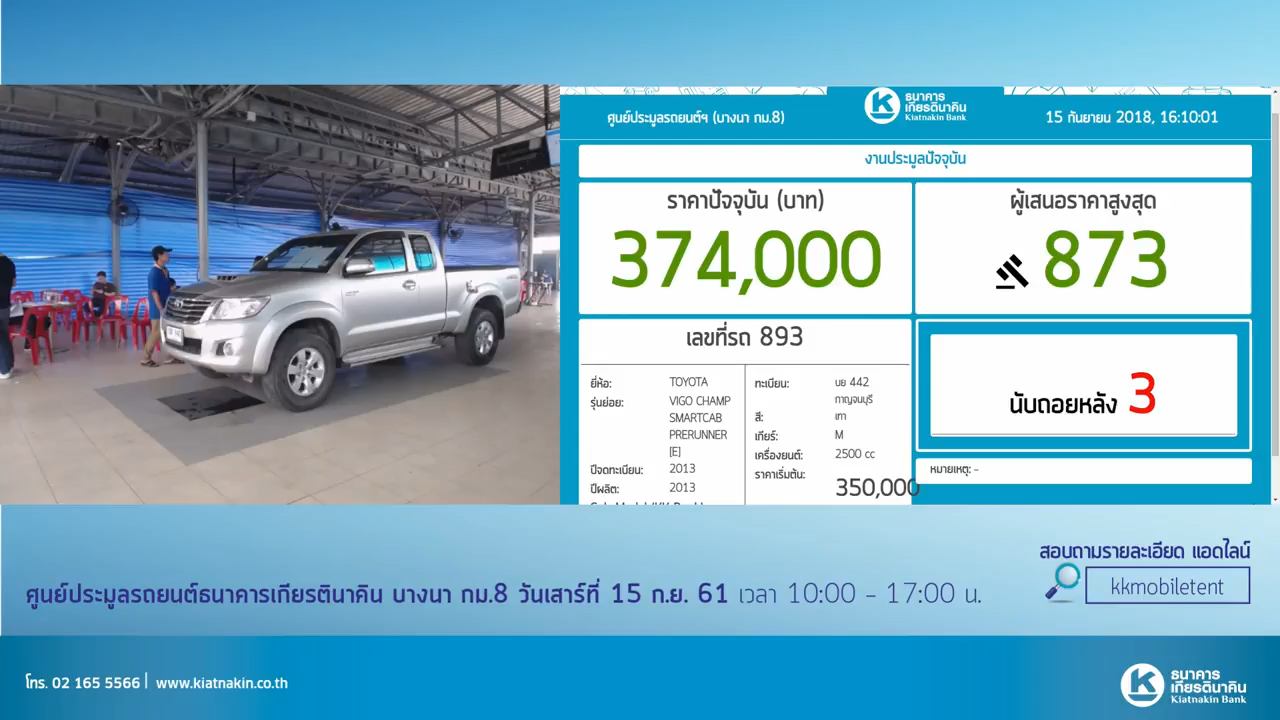 ศูนย์ประมูลรถยนต์ฯ (บางนา กม.8)
ธนาคาร
เกียรตินาคิน
Kiatnakin Bank
15 กันยายน 2018, 16:10:01
งานประมูลปัจจุบัน
ราคาปัจจุบัน (บาท)
374,000
ผู้เสนอราคาสูงสุด
873
เลขที่รถ 893
ยี่ห้อ: TOYOTA
รุ่นย่อย: VIGO CHAMP
SMARTCAB
PRERUNNER
[E]
ปีจดทะเบียน: 2013
ปีผลิต: 2013
ทะเบียน: บย 442
กาญจนบุรี
สี: เทา
เกียร์: M
เครื่องยนต์: 2500 cc
ราคาเริ่มต้น:
350,000
นับถอยหลัง 3
หมายเหตุ: -
สอบถามรายละเอียด แอดไลน์
kkmobiletent
ศูนย์ประมูลรถยนต์ธนาคารเกียรตินาคิน บางนา กม.8 วันเสาร์ที่ 15 ก.ย. 61 เวลา 10:00 - 17:00 น.
โทร. 02 165 5566 | www.kiatnakin.co.th
ธนาคาร
เกียรตินาคิน
Kiatnakin Bank